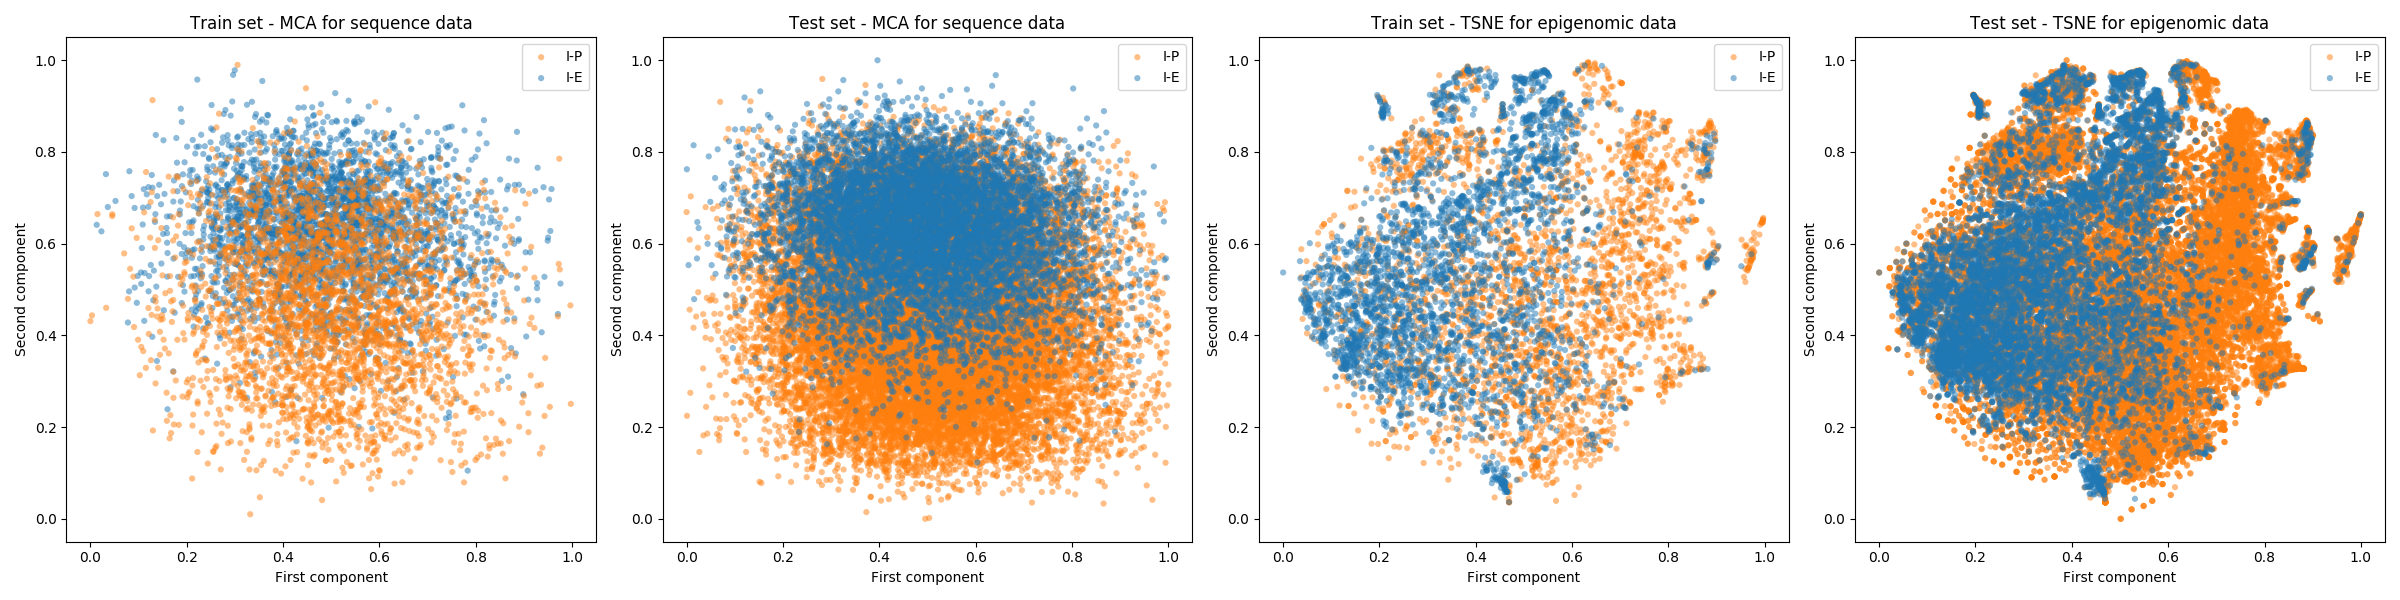 Train set - MCA for sequence data
I-P
I-E
1.0
0.8
0.6
0.4
0.2
0.0
Second component
0.0 0.2 0.4 0.6 0.8 1.0
First component
Test set - MCA for sequence data
I-P
I-E
1.0
0.8
0.6
0.4
0.2
0.0
Second component
0.0 0.2 0.4 0.6 0.8 1.0
First component
Train set - TSNE for epigenomic data
I-P
I-E
1.0
0.8
0.6
0.4
0.2
0.0
Second component
0.0 0.2 0.4 0.6 0.8 1.0
First component
Test set - TSNE for epigenomic data
I-P
I-E
1.0
0.8
0.6
0.4
0.2
0.0
Second component
0.0 0.2 0.4 0.6 0.8 1.0
First component